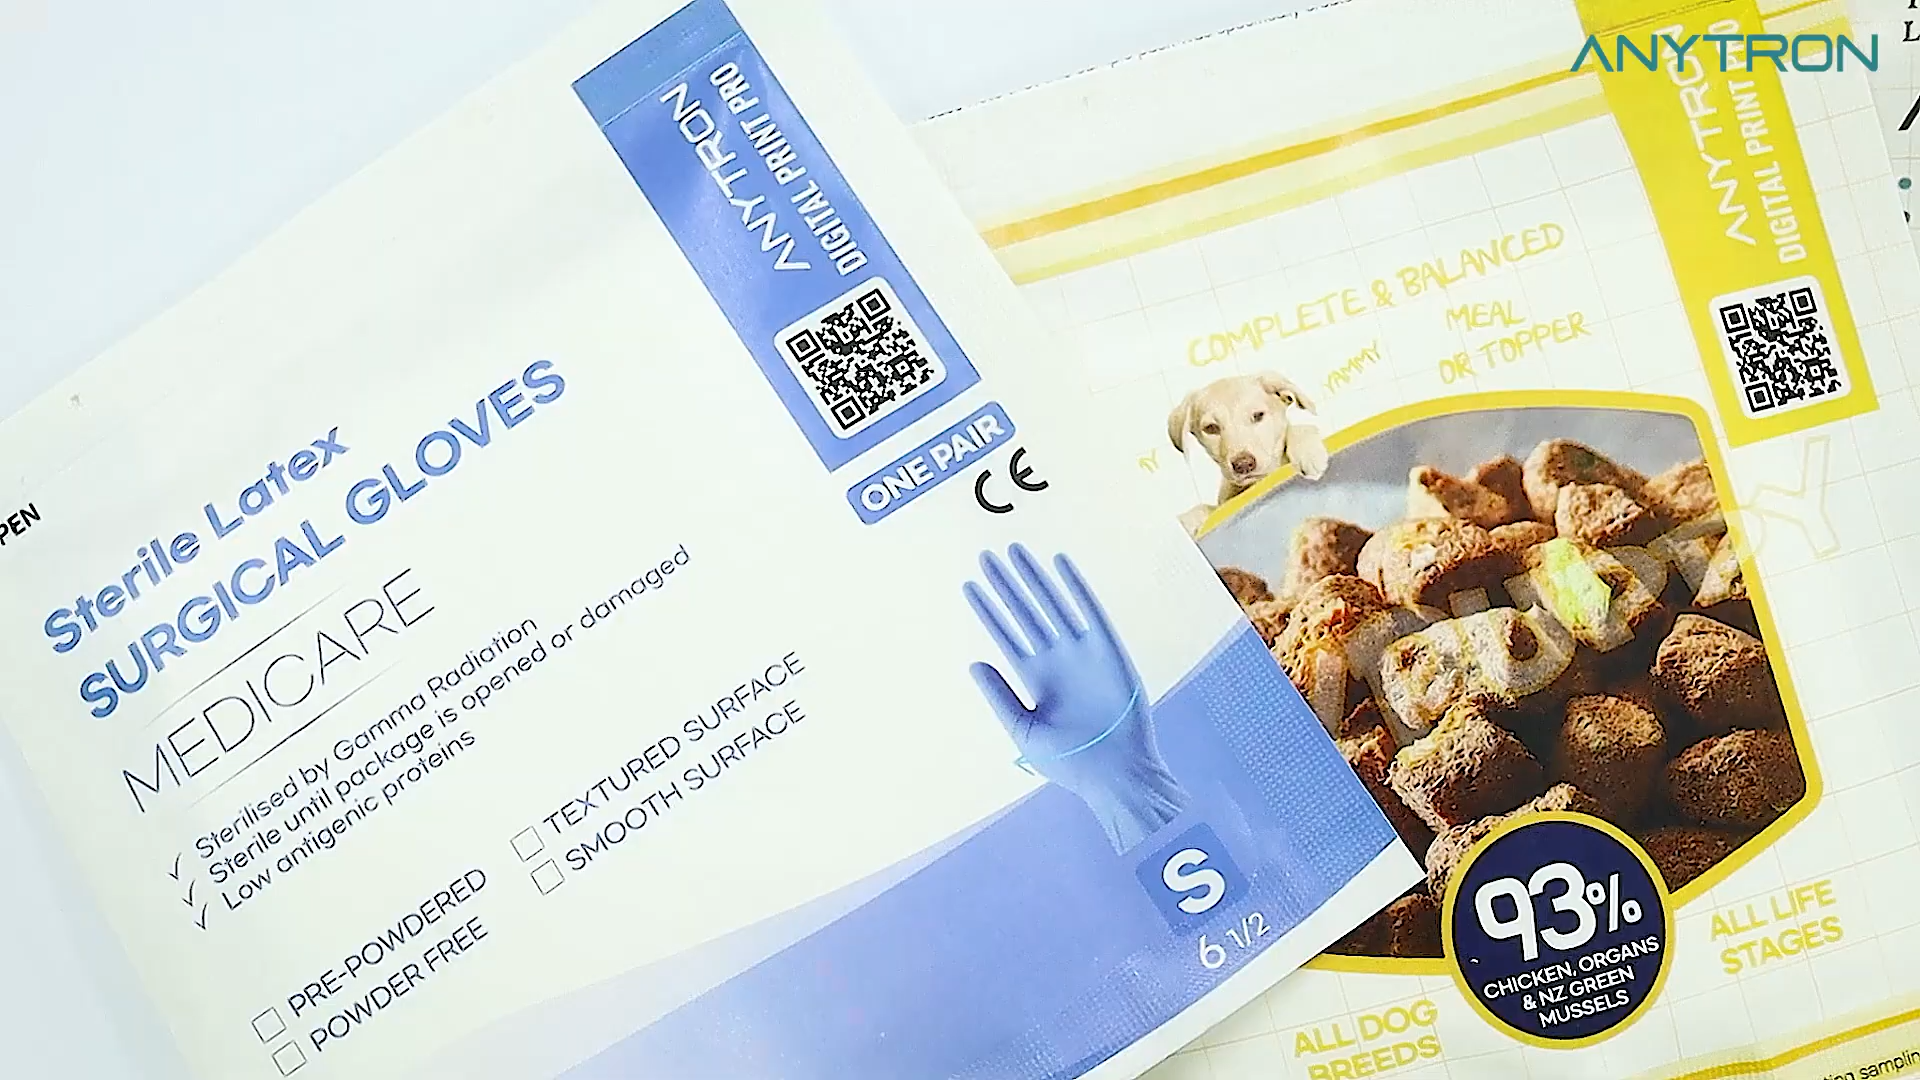 ANYTRON
ANYTRON
DIGITAL PRINT PRO
Sterile Latex
SURGICAL GLOVES
MEDICARE
ONE PAIR
CE
✓ Sterilised by Gamma Radiation
✓ Sterile until package is opened or damaged
✓ Low antigenic proteins
TEXTURED SURFACE
SMOOTH SURFACE
PRE-POWDERED
POWDER FREE
S
6 1/2
ANYTRON
DIGITAL PRINT PRO
COMPLETE & BALANCED
MEAL
OR TOPPER
YAMMY
93%
CHICKEN, ORGANS
& NZ GREEN
MUSSELS
ALL LIFE
STAGES
ALL DOG
BREEDS